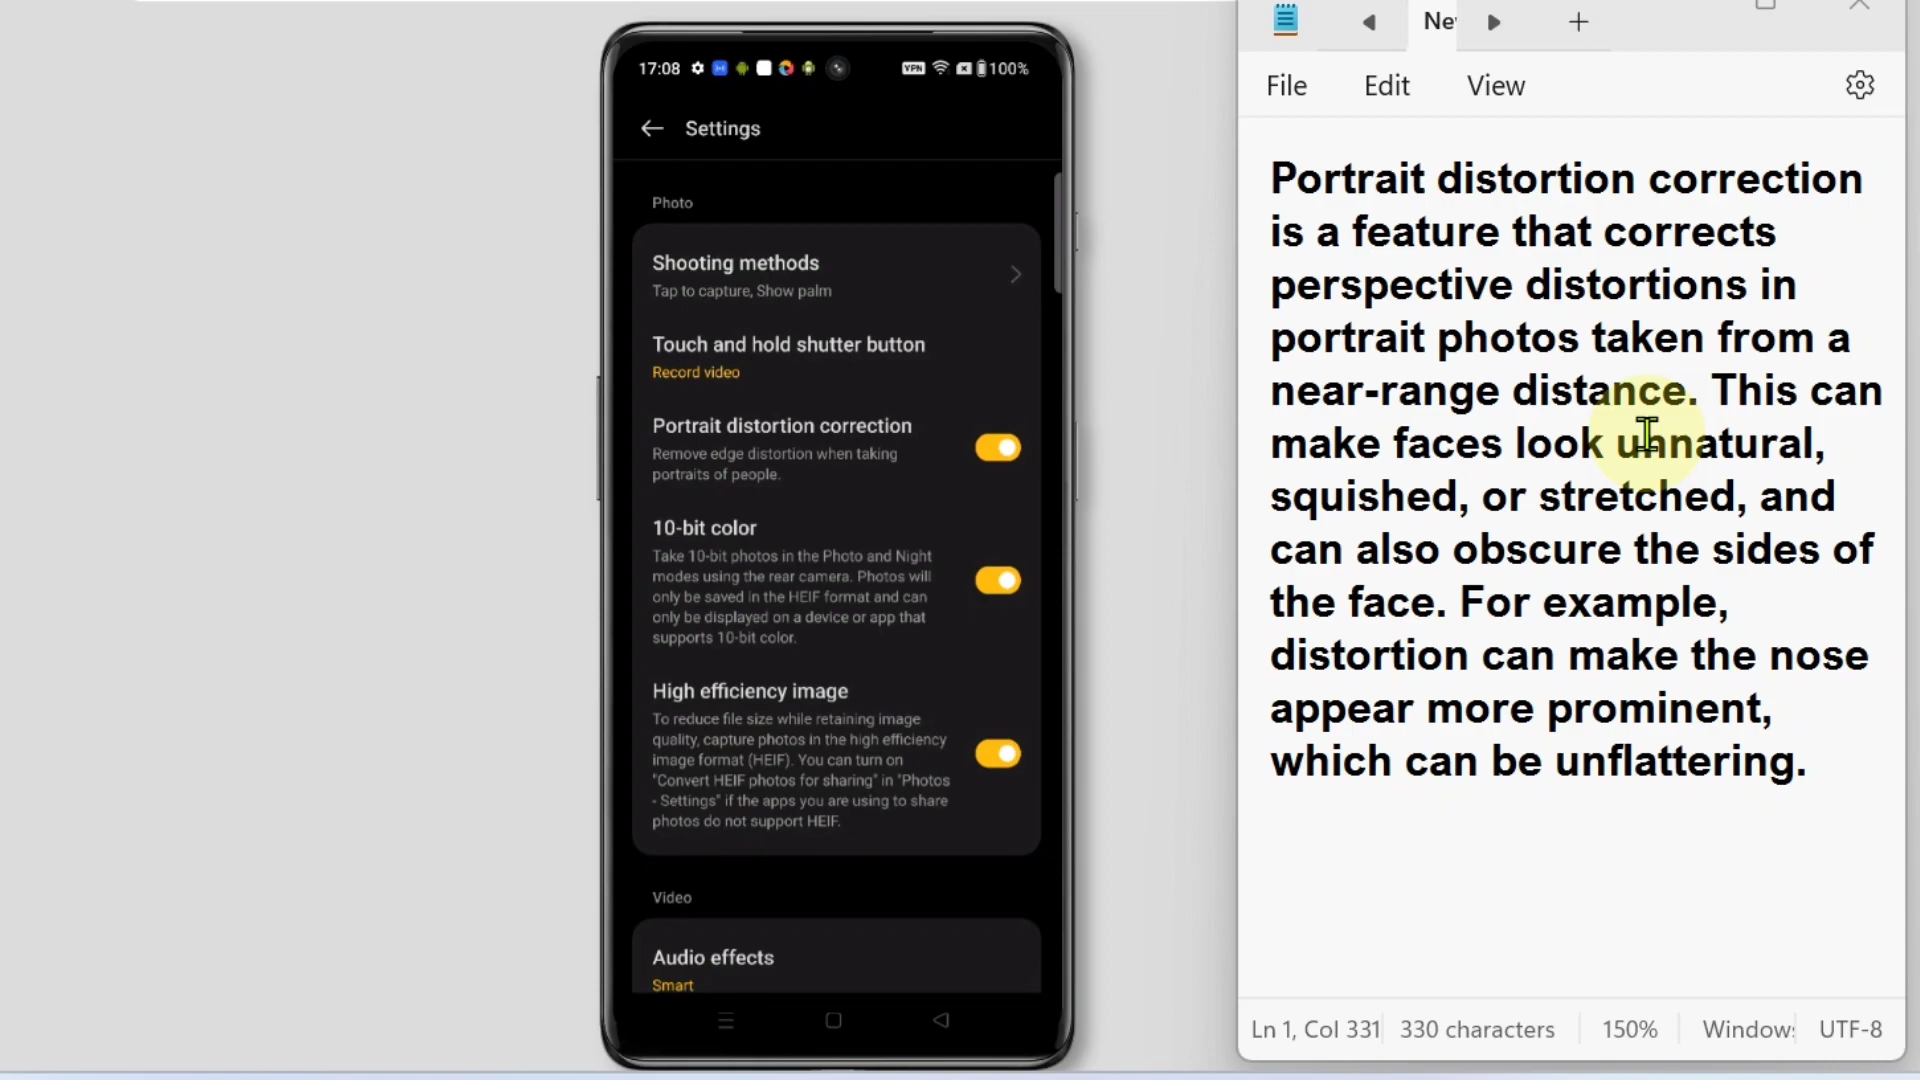 17:08
VPN
100%
Settings
Photo
Shooting methods
Tap to capture, Show palm
Touch and hold shutter button
Record video
Portrait distortion correction
Remove edge distortion when taking
portraits of people.
10-bit color
Take 10-bit photos in the Photo and Night
modes using the rear camera. Photos will
only be saved in the HEIF format and can
only be displayed on a device or app that
supports 10-bit color.
High efficiency image
To reduce file size while retaining image
quality, capture photos in the high efficiency
image format (HEIF). You can turn on
"Convert HEIF photos for sharing" in "Photos
- Settings" if the apps you are using to share
photos do not support HEIF.
Video
Audio effects
Smart
File Edit View
Portrait distortion correction
is a feature that corrects
perspective distortions in
portrait photos taken from a
near-range distance. This can
make faces look unnatural,
squished, or stretched, and
can also obscure the sides of
the face. For example,
distortion can make the nose
appear more prominent,
which can be unflattering.
Ln 1, Col 331 330 characters 150% Window UTF-8